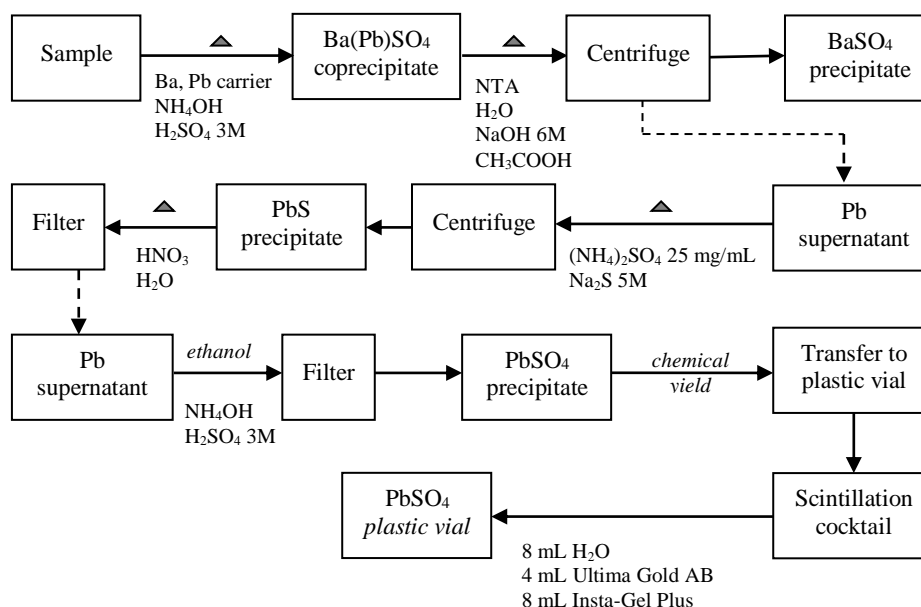 Sample
Ba, Pb carrier
NH₄OH
H₂SO₄ 3M
Ba(Pb)SO₄
coprecipitate
NTA
H₂O
NaOH 6M
CH₃COOH
Centrifuge
BaSO₄
precipitate
Pb
supernatant
(NH₄)₂SO₄ 25 mg/mL
Na₂S 5M
Centrifuge
PbS
precipitate
HNO₃
H₂O
Filter
Pb
supernatant
ethanol
NH₄OH
H₂SO₄ 3M
Filter
PbSO₄
precipitate
chemical
yield
Transfer to
plastic vial
Scintillation
cocktail
8 mL H₂O
4 mL Ultima Gold AB
8 mL Insta-Gel Plus
PbSO₄
plastic vial